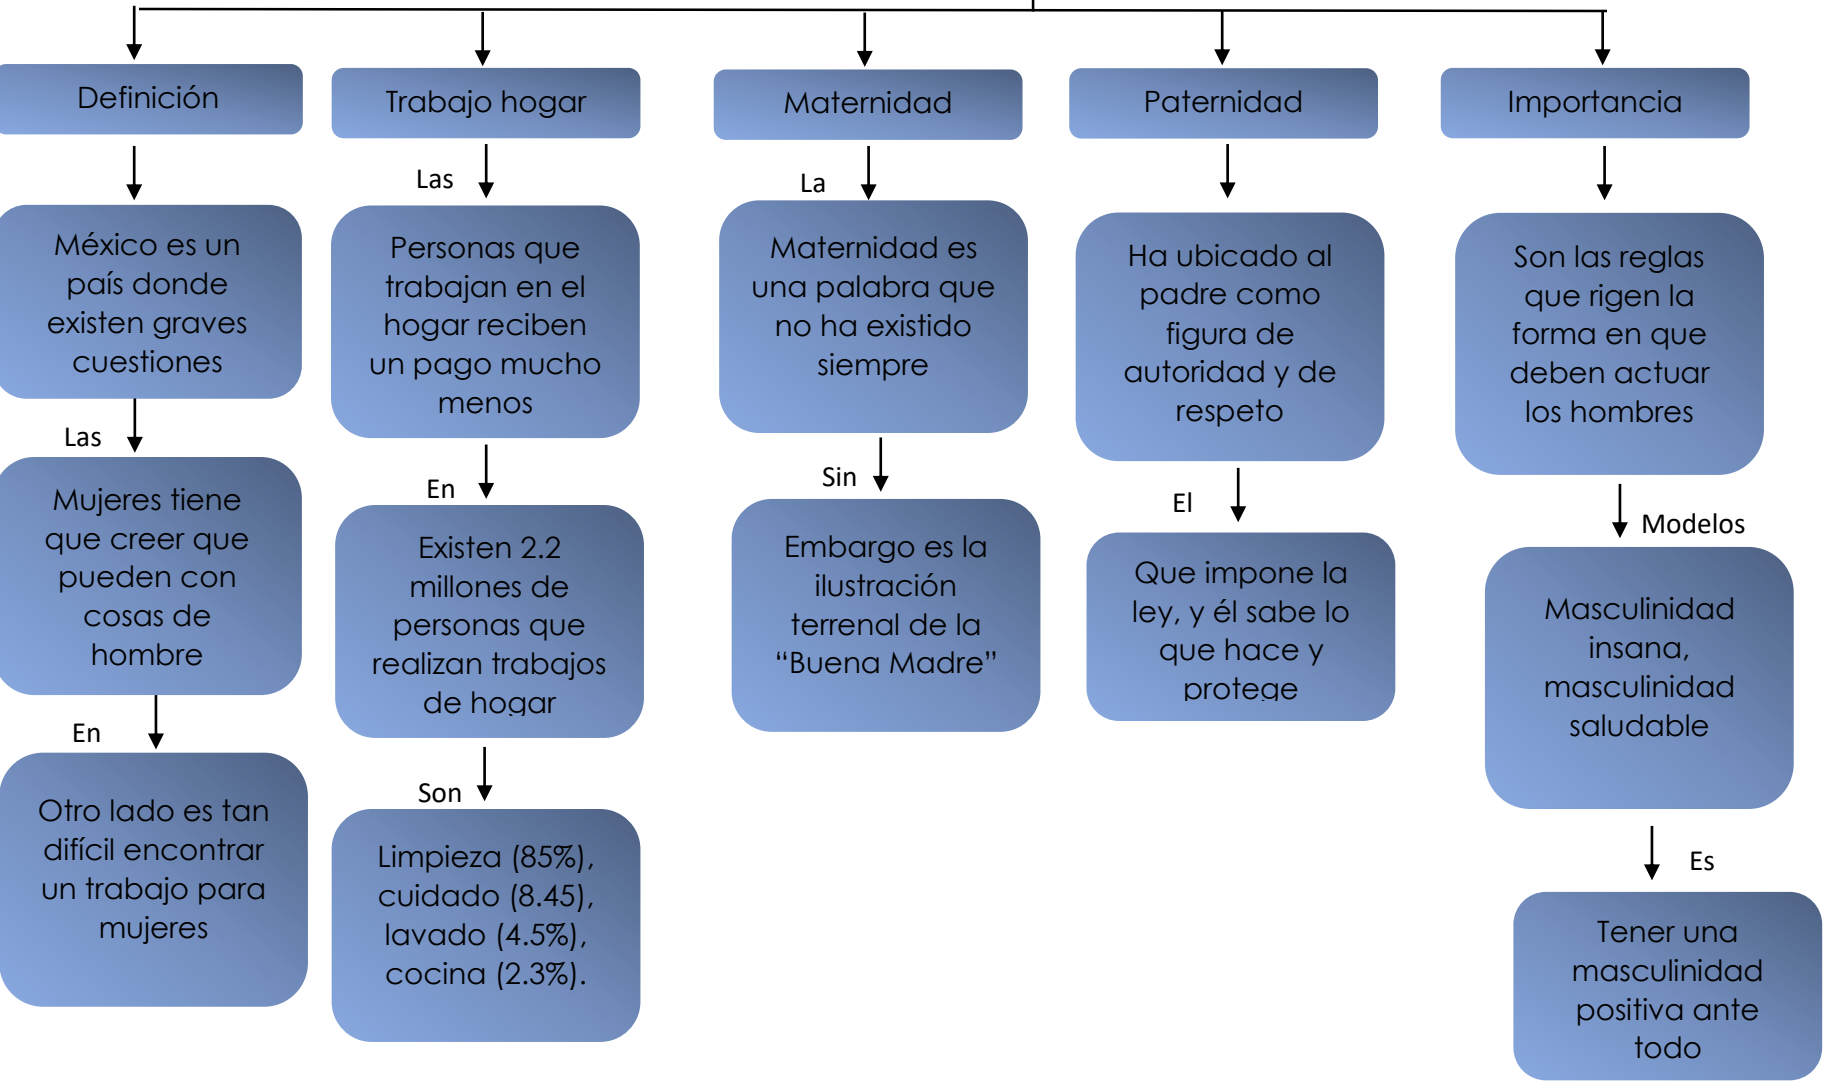 Definición
México es un
país donde
existen graves
cuestiones
Las
Mujeres tiene
que creer que
pueden con
cosas de
hombre
En
Otro lado es tan
difícil encontrar
un trabajo para
mujeres
Trabajo hogar
Las
Personas que
trabajan en el
hogar reciben
un pago mucho
menos
En
Existen 2.2
millones de
personas que
realizan trabajos
de hogar
Son
Limpieza (85%),
cuidado (8.45),
lavado (4.5%),
cocina (2.3%).
Maternidad
La
Maternidad es
una palabra que
no ha existido
siempre
Sin
Embargo es la
ilustración
terrenal de la
“Buena Madre”
Paternidad
Ha ubicado al
padre como
figura de
autoridad y de
respeto
El
Que impone la
ley, y él sabe lo
que hace y
protege
Importancia
Son las reglas
que rigen la
forma en que
deben actuar
los hombres
Modelos
Masculinidad
insana,
masculinidad
saludable
Es
Tener una
masculinidad
positiva ante
todo